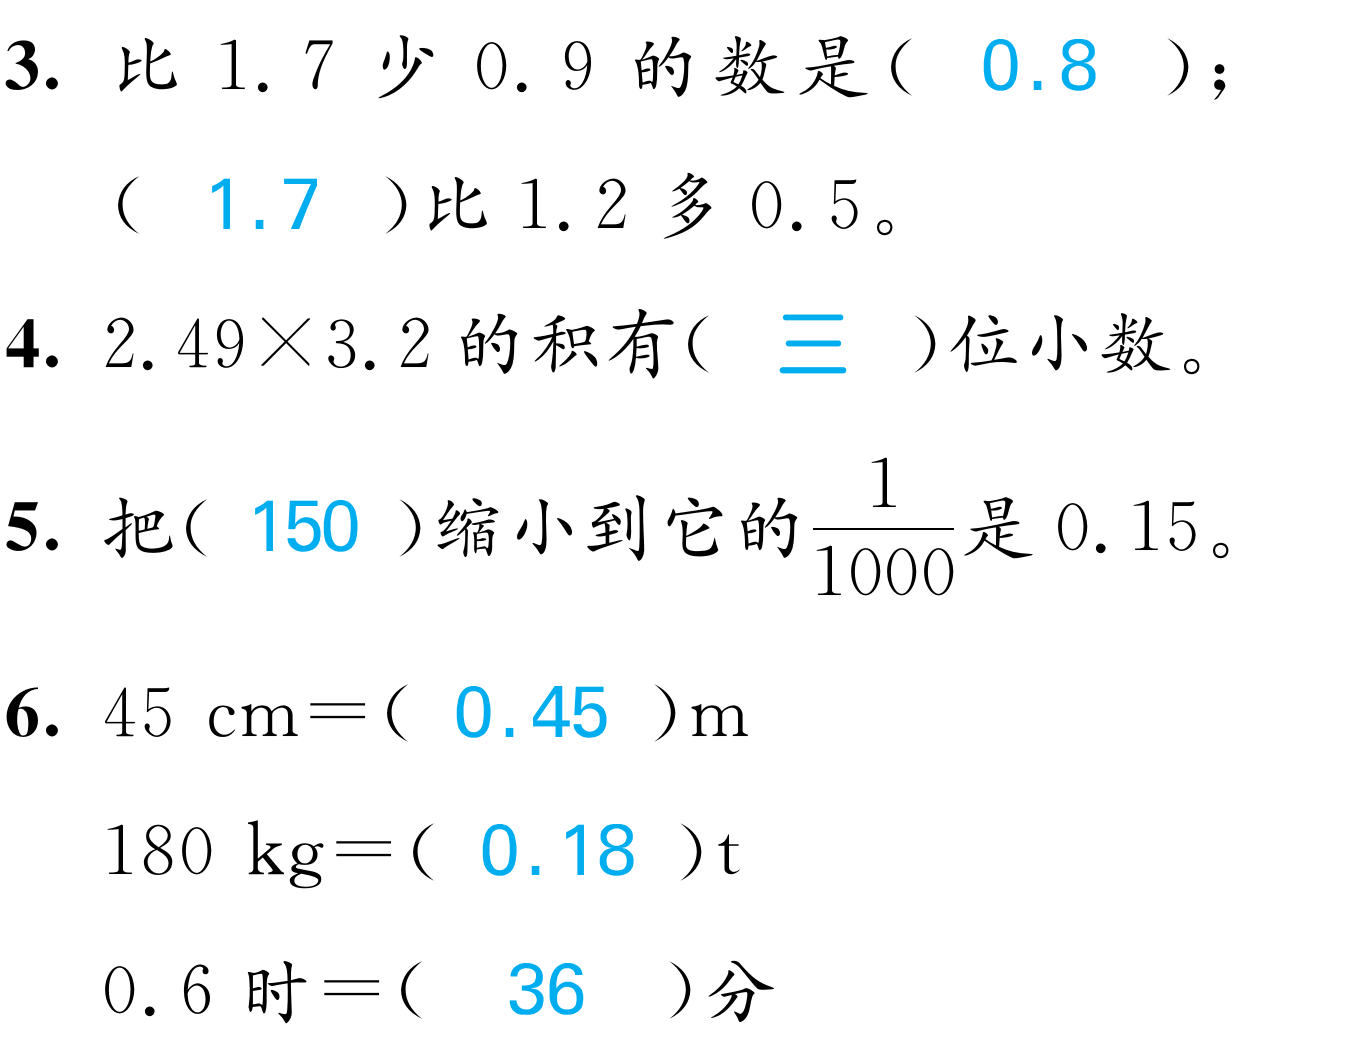 3. 比 1.7 少 0.9 的数是( 0.8 );
( 1.7 )比 1.2 多 0.5。
4. 2.49×3.2 的积有( 三 )位小数。
5. 把( 150 )缩小到它的 1/1000 是 0.15。
6. 45 cm=( 0.45 )m
180 kg=( 0.18 )t
0.6 时=( 36 )分